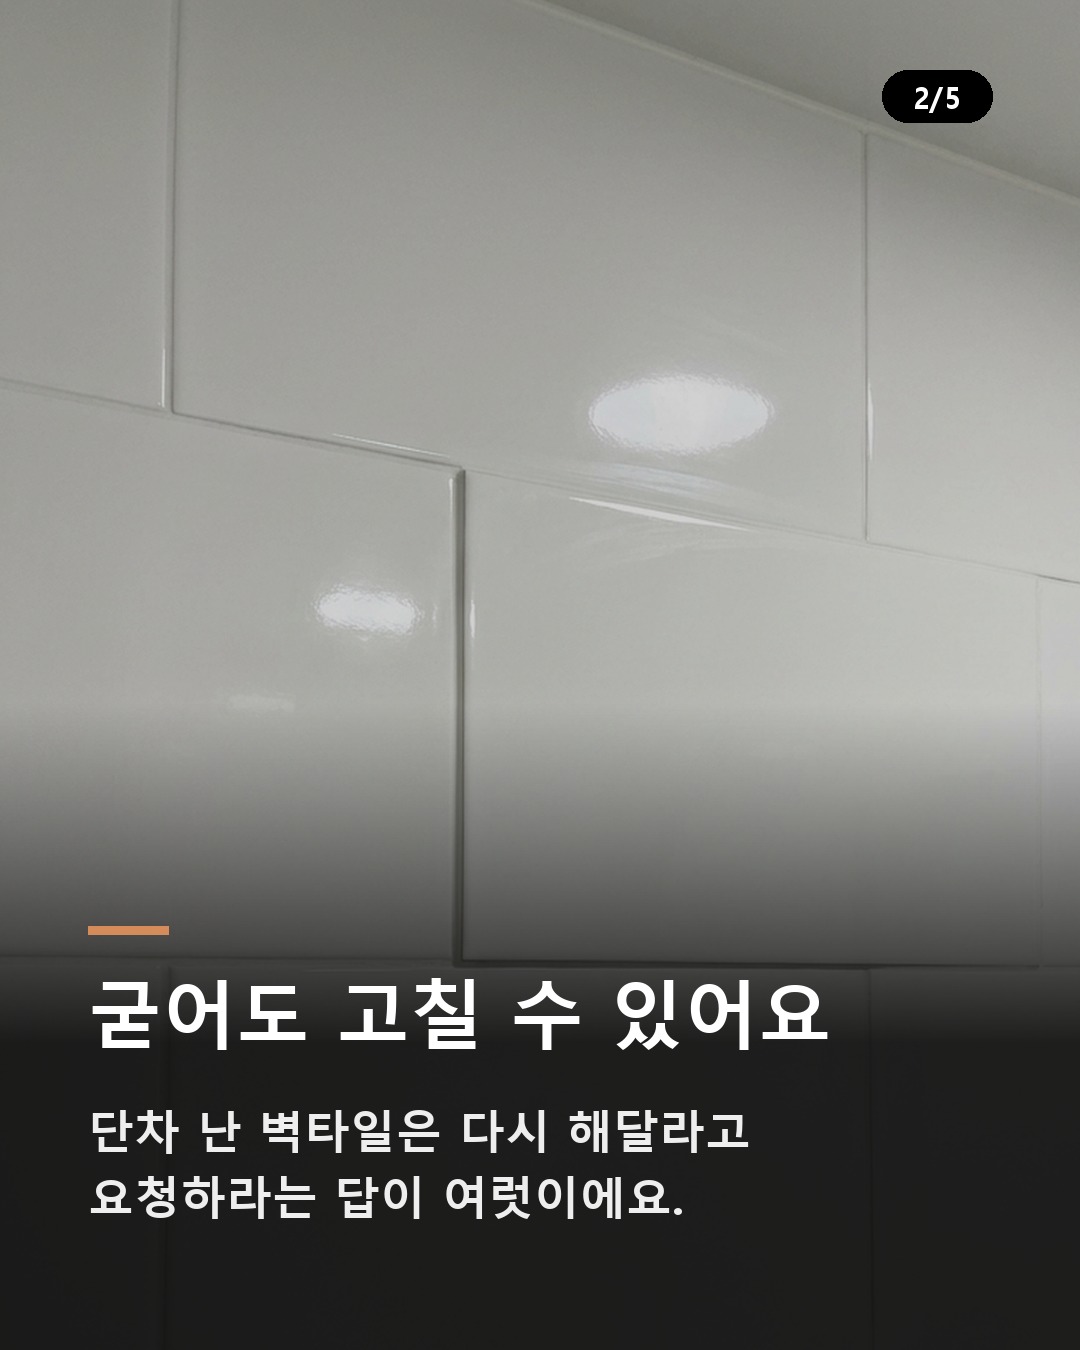 2/5
굳어도 고칠 수 있어요
단차 난 벽타일은 다시 해달라고
요청하라는 답이 여럿이에요.